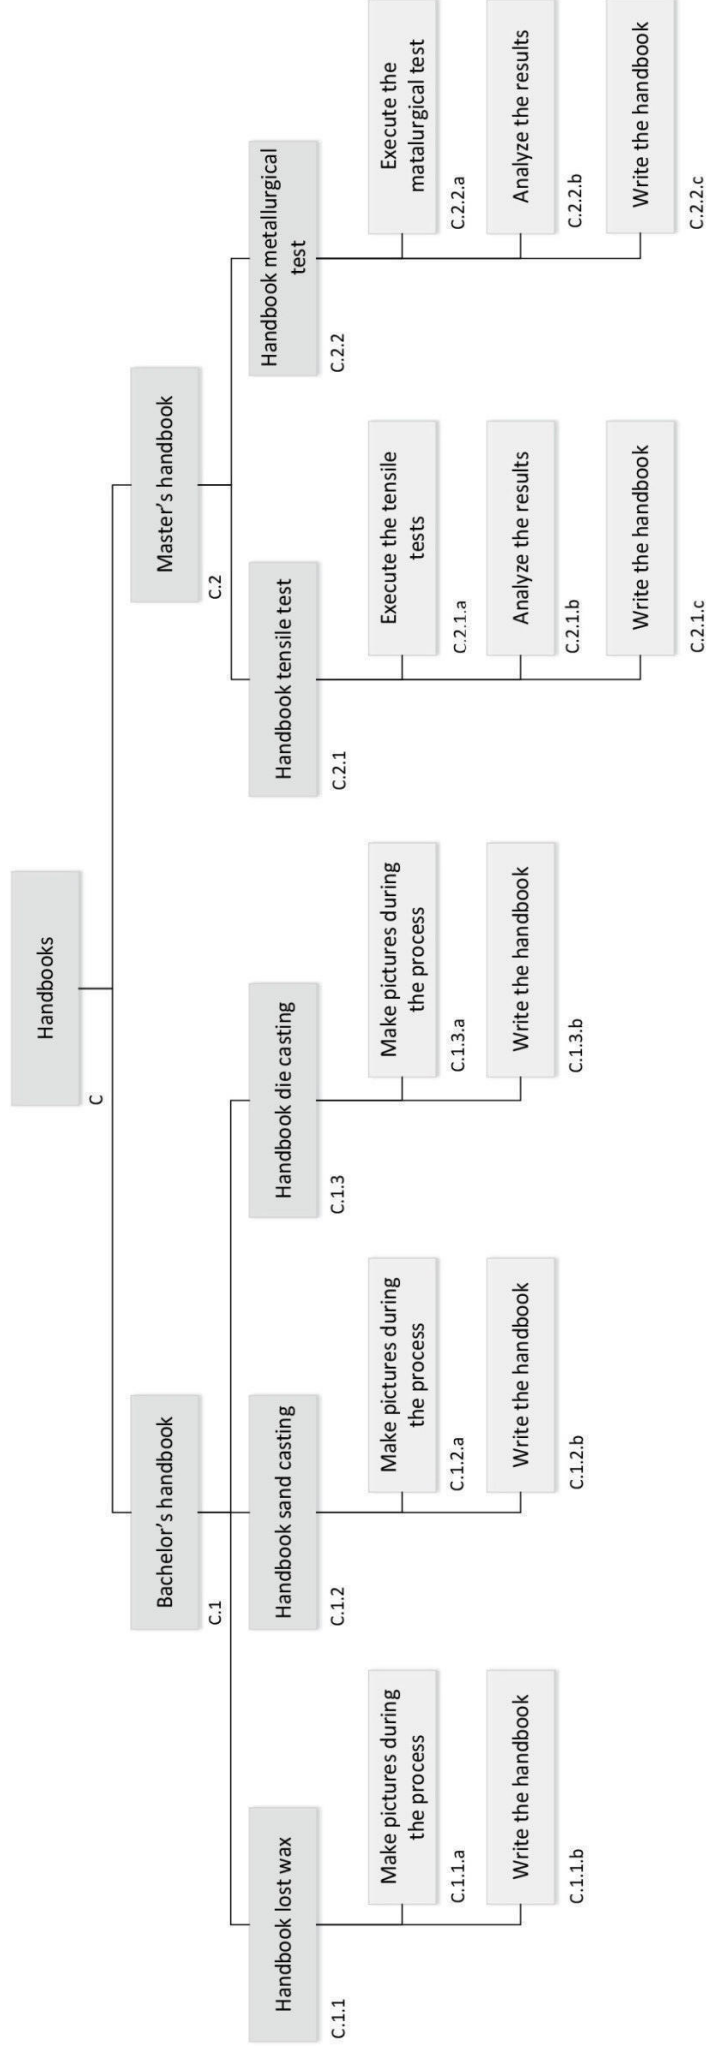 Handbooks
C
Bachelor's handbook
C.1
Handbook lost wax
C.1.1
Make pictures during
the process
C.1.1.a
Write the handbook
C.1.1.b
Handbook sand casting
C.1.2
Make pictures during
the process
C.1.2.a
Write the handbook
C.1.2.b
Handbook die casting
C.1.3
Make pictures during
the process
C.1.3.a
Write the handbook
C.1.3.b
Master's handbook
C.2
Handbook tensile test
C.2.1
Execute the tensile
tests
C.2.1.a
Analyze the results
C.2.1.b
Write the handbook
C.2.1.c
Handbook metallurgical
test
C.2.2
Execute the
matalurgical test
C.2.2.a
Analyze the results
C.2.2.b
Write the handbook
C.2.2.c